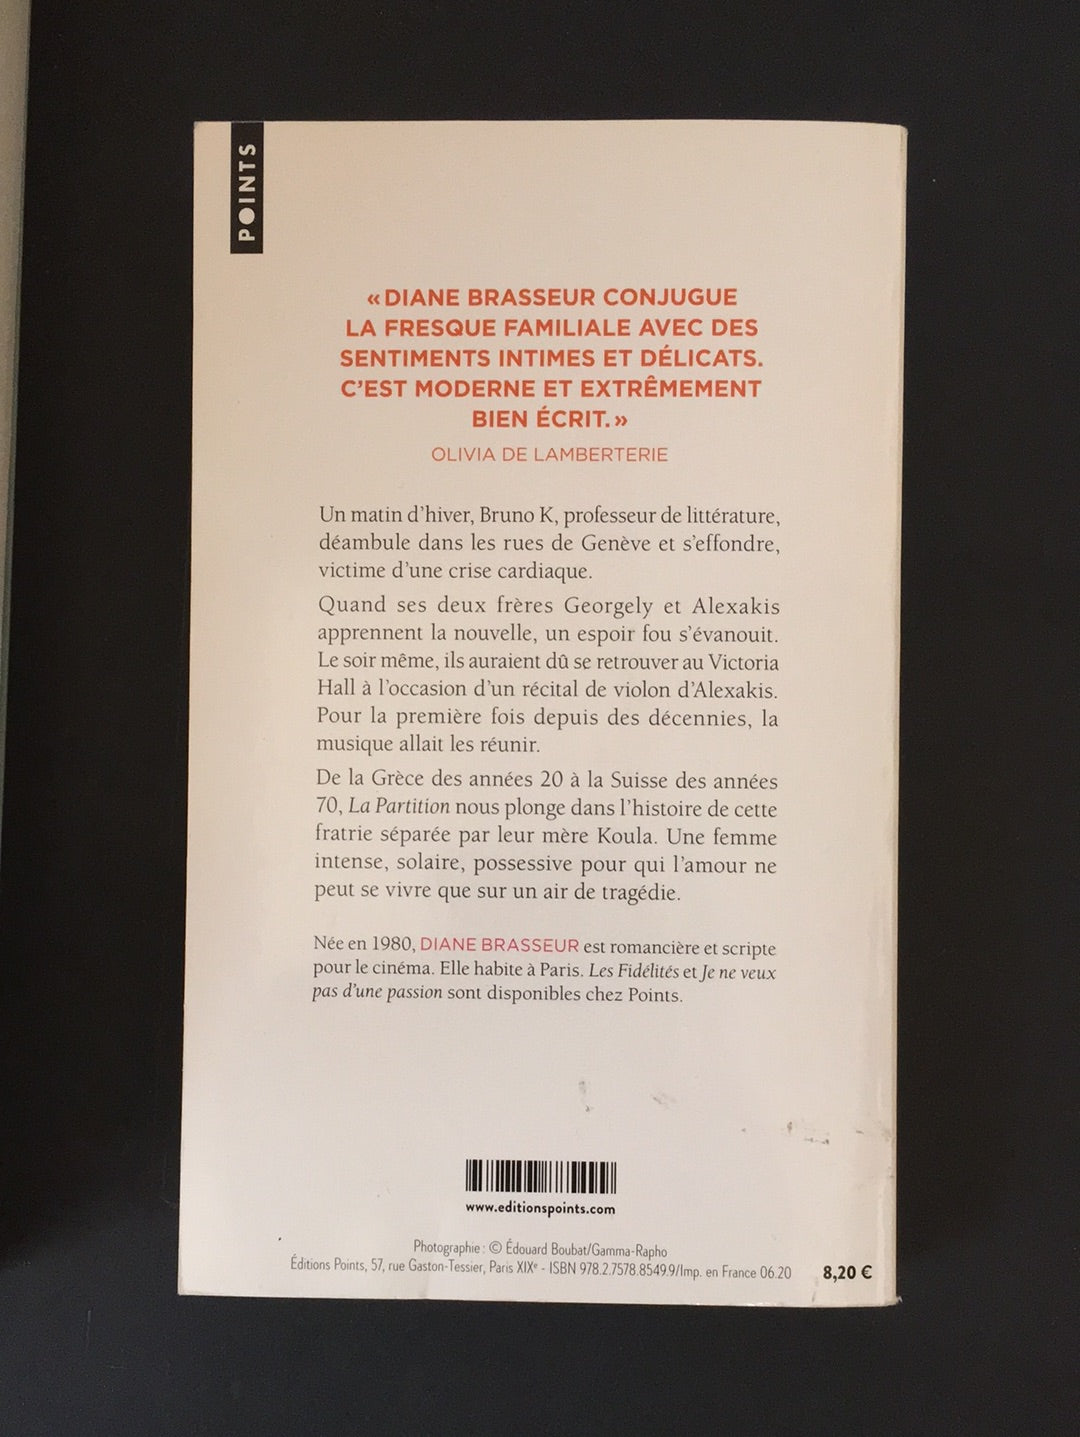 POINTS
« DIANE BRASSEUR CONJUGUE
LA FRESQUE FAMILIALE AVEC DES
SENTIMENTS INTIMES ET DÉLICATS.
C'EST MODERNE ET EXTRÊMEMENT
BIEN ÉCRIT. »
OLIVIA DE LAMBERTERIE
Un matin d'hiver, Bruno K, professeur de littérature,
déambule dans les rues de Genève et s'effondre,
victime d'une crise cardiaque.
Quand ses deux frères Georgely et Alexakis
apprennent la nouvelle, un espoir fou s'évanouit.
Le soir même, ils auraient dû se retrouver au Victoria
Hall à l'occasion d'un récital de violon d'Alexakis.
Pour la première fois depuis des décennies, la
musique allait les réunir.
De la Grèce des années 20 à la Suisse des années
70, La Partition nous plonge dans l'histoire de cette
fratrie séparée par leur mère Koula. Une femme
intense, solaire, possessive pour qui l'amour ne
peut se vivre que sur un air de tragédie.
Née en 1980, DIANE BRASSEUR est romancière et scripte
pour le cinéma. Elle habite à Paris. Les Fidélités et Je ne veux
pas d'une passion sont disponibles chez Points.
www.editionspoints.com
Photographie : © Édouard Boubat/Gamma-Rapho
Éditions Points, 57, rue Gaston-Tessier, Paris XIXe - ISBN 978.2.7578.8549.9/Imp. en France 06.20
8,20 €